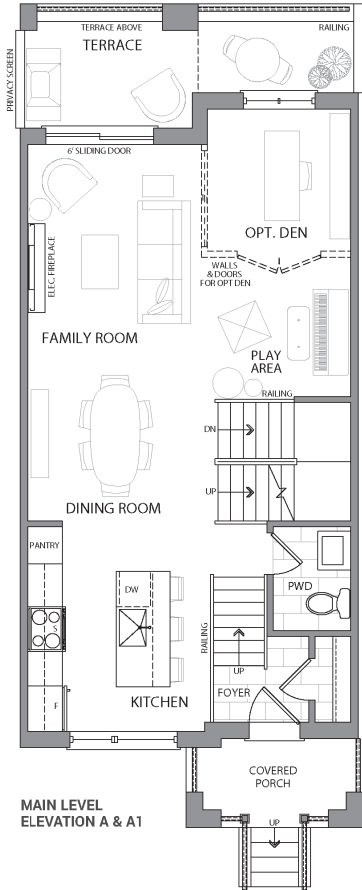 TERRACE ABOVE
RAILING
TERRACE
PRIVACY SCREEN
6' SLIDING DOOR
OPT. DEN
ELEC. FIREPLACE
WALLS
& DOORS
FOR OPT DEN
FAMILY ROOM
PLAY
AREA
RAILING
DN
UP
DINING ROOM
PANTRY
DW
PWD
S
RAILING
UP
FOYER
F
KITCHEN
COVERED
PORCH
MAIN LEVEL
ELEVATION A & A1
UP